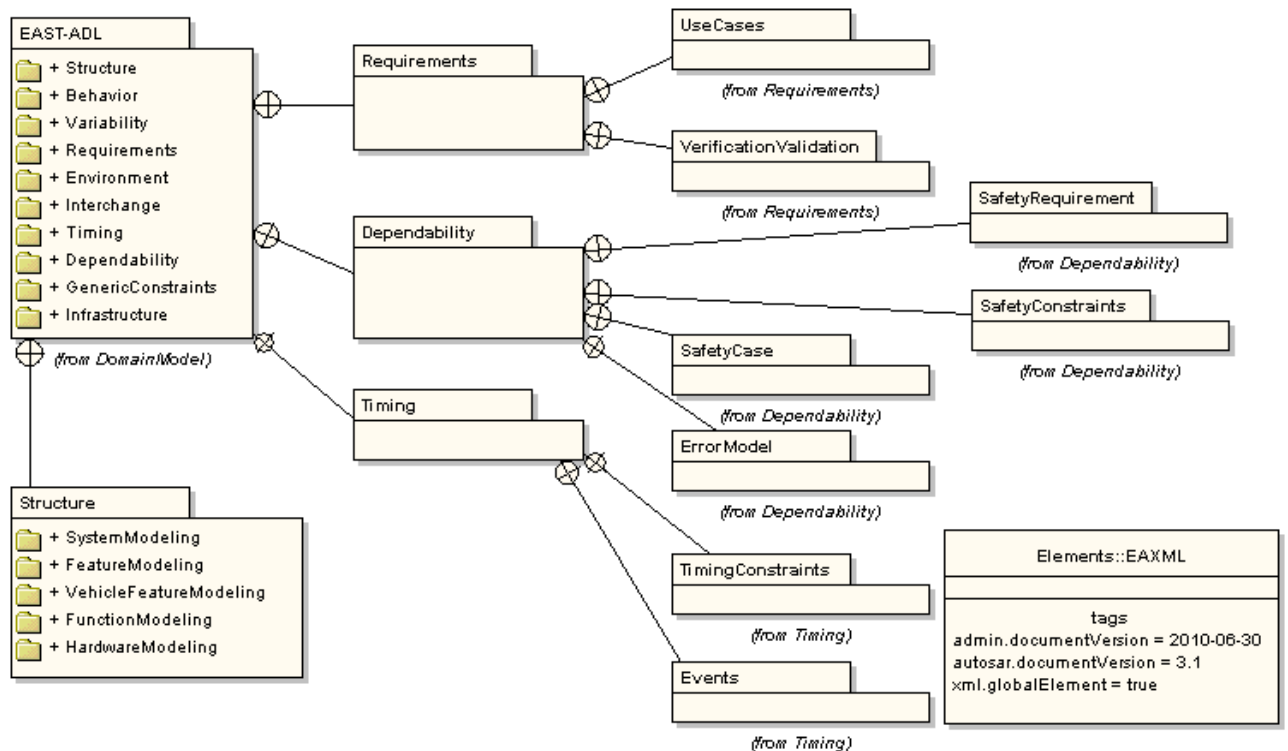 EAST-ADL
+ Structure
+ Behavior
+ Variability
+ Requirements
+ Environment
+ Interchange
+ Timing
+ Dependability
+ GenericConstraints
+ Infrastructure
(from DomainModel)
Structure
+ SystemModeling
+ FeatureModeling
+ VehicleFeatureModeling
+ FunctionModeling
+ HardwareModeling
Requirements
Dependability
Timing
UseCases
(from Requirements)
VerificationValidation
(from Requirements)
SafetyRequirement
(from Dependability)
SafetyConstraints
(from Dependability)
SafetyCase
(from Dependability)
ErrorModel
(from Dependability)
TimingConstraints
(from Timing)
Events
(from Timing)
Elements::EAXML
tags
admin.documentVersion = 2010-06-30
autosar.documentVersion = 3.1
xml.globalElement = true